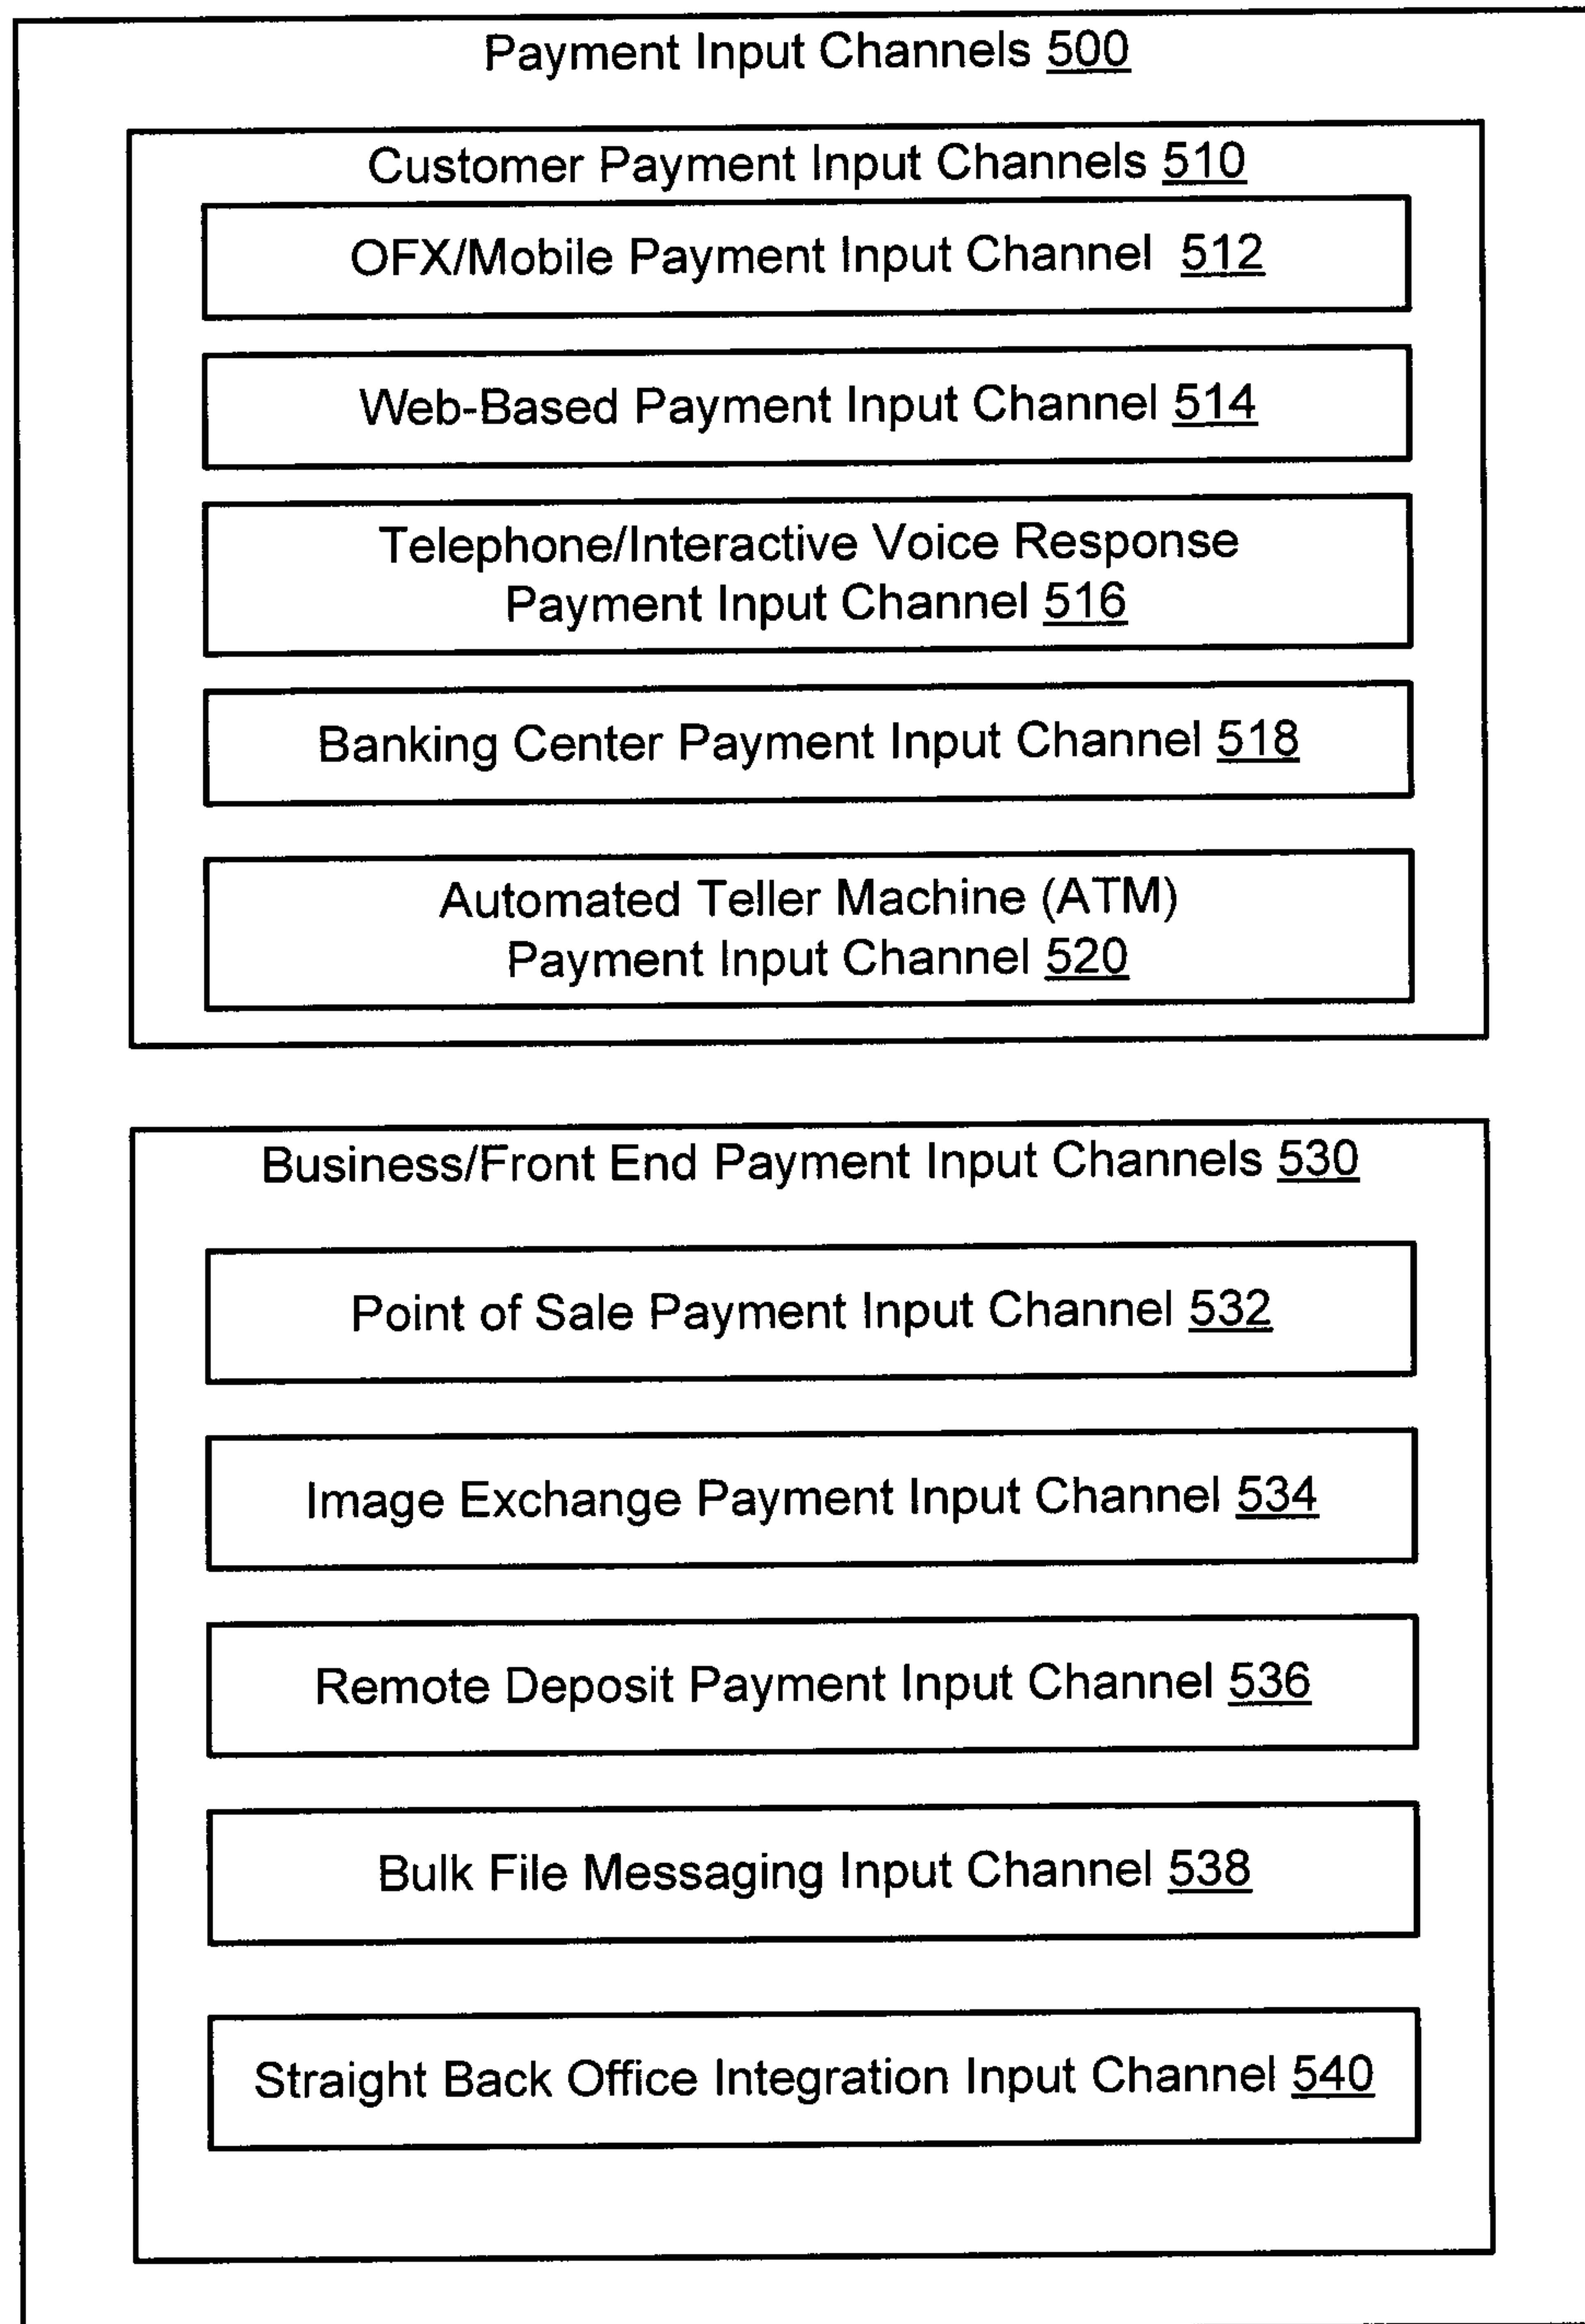 Payment Input Channels 500
Customer Payment Input Channels 510
OFX/Mobile Payment Input Channel 512
Web-Based Payment Input Channel 514
Telephone/Interactive Voice Response
Payment Input Channel 516
Banking Center Payment Input Channel 518
Automated Teller Machine (ATM)
Payment Input Channel 520
Business/Front End Payment Input Channels 530
Point of Sale Payment Input Channel 532
Image Exchange Payment Input Channel 534
Remote Deposit Payment Input Channel 536
Bulk File Messaging Input Channel 538
Straight Back Office Integration Input Channel 540